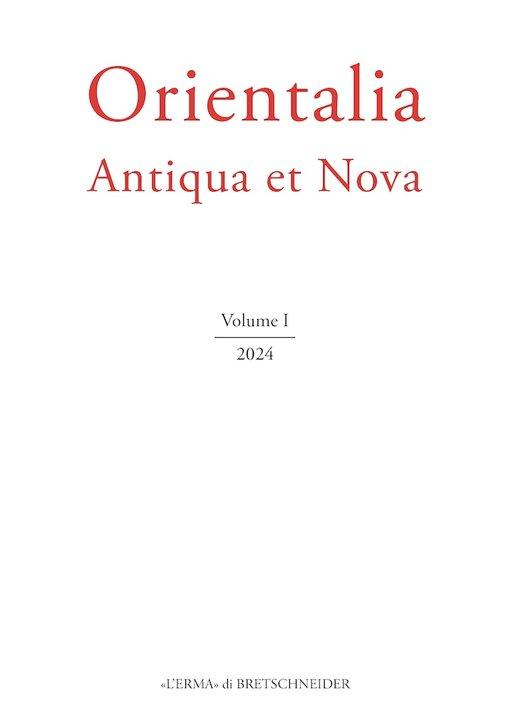 Orientalia
Antiqua et Nova
Volume I
2024
«L'ERMA» di BRETSCHNEIDER